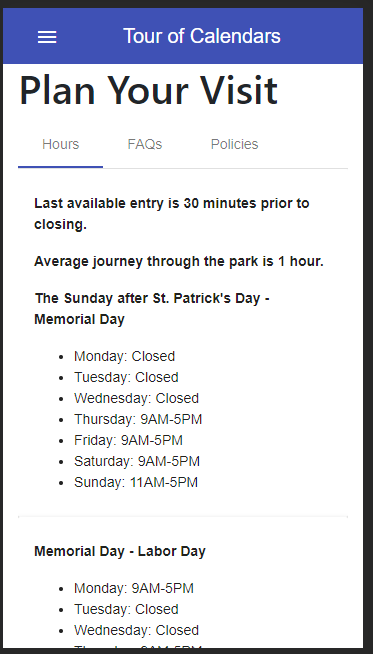 Tour of Calendars
Plan Your Visit
Hours FAQs Policies
Last available entry is 30 minutes prior to
closing.
Average journey through the park is 1 hour.
The Sunday after St. Patrick's Day -
Memorial Day
Monday: Closed
Tuesday: Closed
Wednesday: Closed
Thursday: 9AM-5PM
Friday: 9AM-5PM
Saturday: 9AM-5PM
Sunday: 11AM-5PM
Memorial Day - Labor Day
Monday: 9AM-5PM
Tuesday: Closed
Wednesday: Closed
Thursday: 9AM-5PM